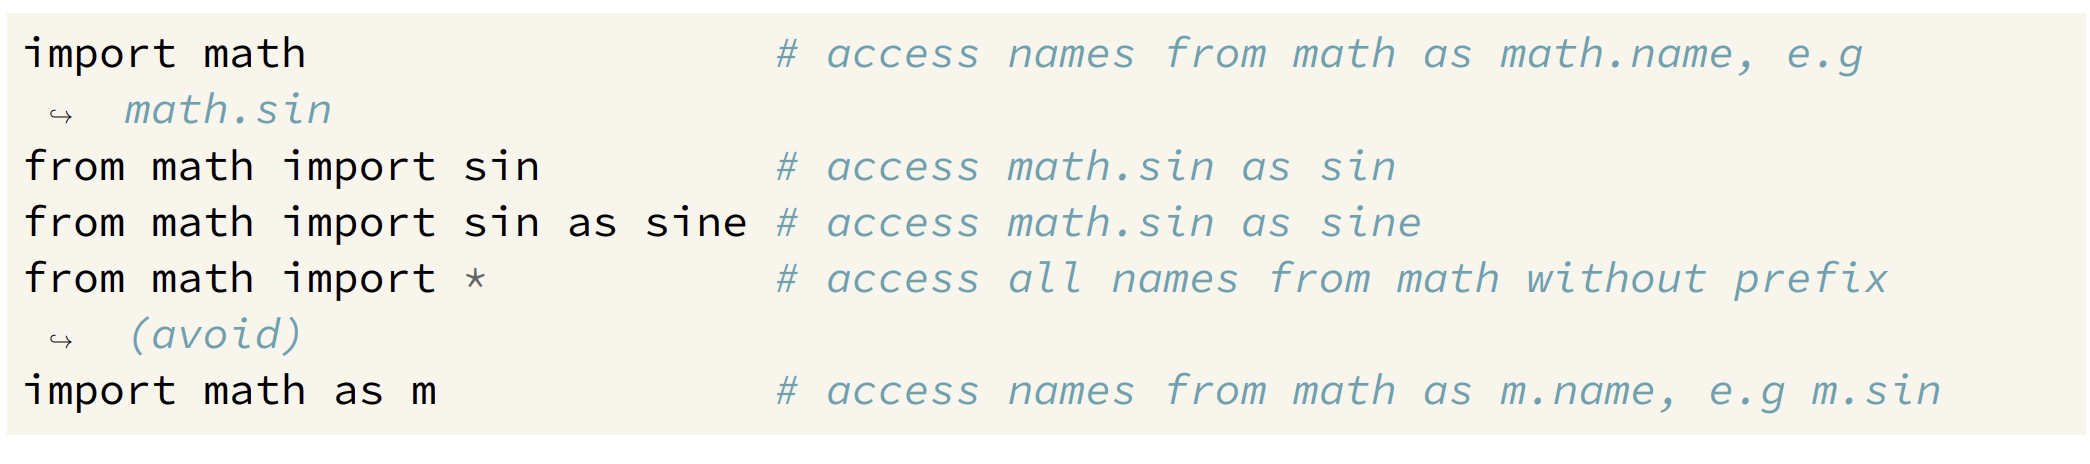 import math                  # access names from math as math.name, e.g
↪  math.sin
from math import sin         # access math.sin as sin
from math import sin as sine # access math.sin as sine
from math import *           # access all names from math without prefix
↪  (avoid)
import math as m             # access names from math as m.name, e.g m.sin